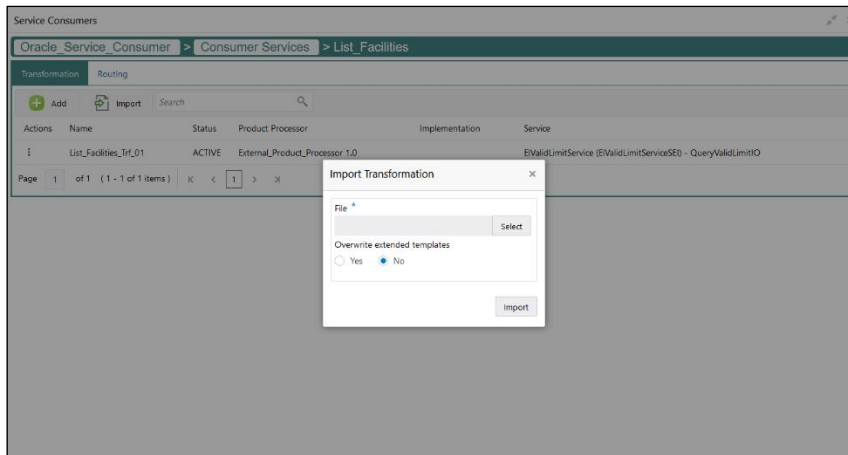 Service Consumers
Oracle_Service_Consumer > Consumer Services > List_Facilities
Transformation Routing
Add Import Search
Actions Name Status Product Processor Implementation Service
List_Facilities_Trf_01 ACTIVE External_Product_Processor 1.0 ElValidLimitService (ElValidLimitServiceSEI) - QueryValidLimitIO
Page 1 of 1 (1 - 1 of 1 items) K < 1 > X
Import Transformation ×
File *
Select
Overwrite extended templates
Yes No
Import